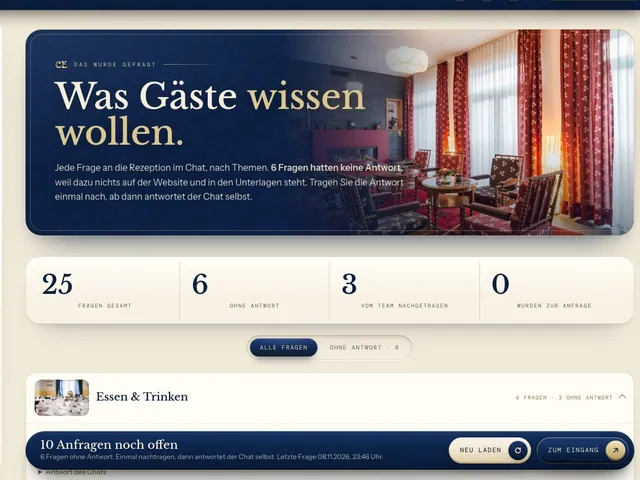 CE DAS WURDE GEFRAGT
Was Gäste wissen
wollen.
Jede Frage an die Rezeption im Chat, nach Themen. 6 Fragen hatten keine Antwort,
weil dazu nichts auf der Website und in den Unterlagen steht. Tragen Sie die Antwort
einmal nach, ab dann antwortet der Chat selbst.
25
FRAGEN GESAMT
6
OHNE ANTWORT
3
VOM TEAM NACHGETRAGEN
0
WURDEN ZUR ANFRAGE
ALLE FRAGEN
OHNE ANTWORT · 6
Essen & Trinken
6 FRAGEN · 3 OHNE ANTWORT
10 Anfragen noch offen
6 Fragen ohne Antwort. Einmal nachtragen, dann antwortet der Chat selbst. Letzte Frage 08.11.2026, 23:46 Uhr.
NEU LADEN
ZUM EINGANG
Antwort des Chats